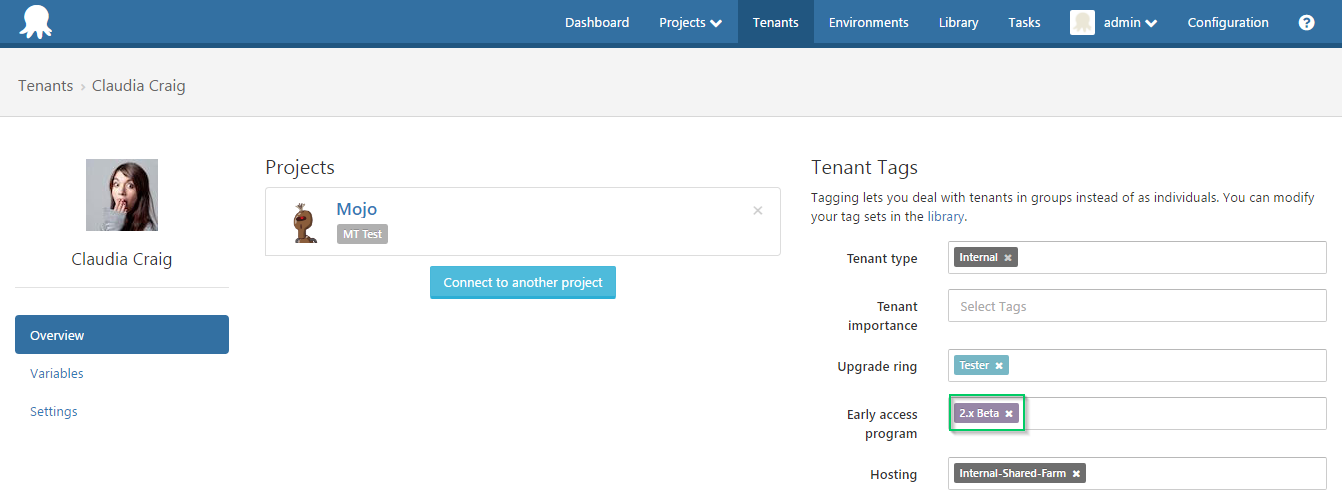 Dashboard Projects Tenants Environments Library Tasks admin Configuration ?
Tenants › Claudia Craig
Claudia Craig
Overview
Variables
Settings
Projects
Mojo
MT Test
×
Connect to another project
Tenant Tags
Tagging lets you deal with tenants in groups instead of as individuals. You can modify
your tag sets in the library.
Tenant type Internal ×
Tenant
importance
Select Tags
Upgrade ring Tester ×
Early access
program
2.x Beta ×
Hosting Internal-Shared-Farm ×